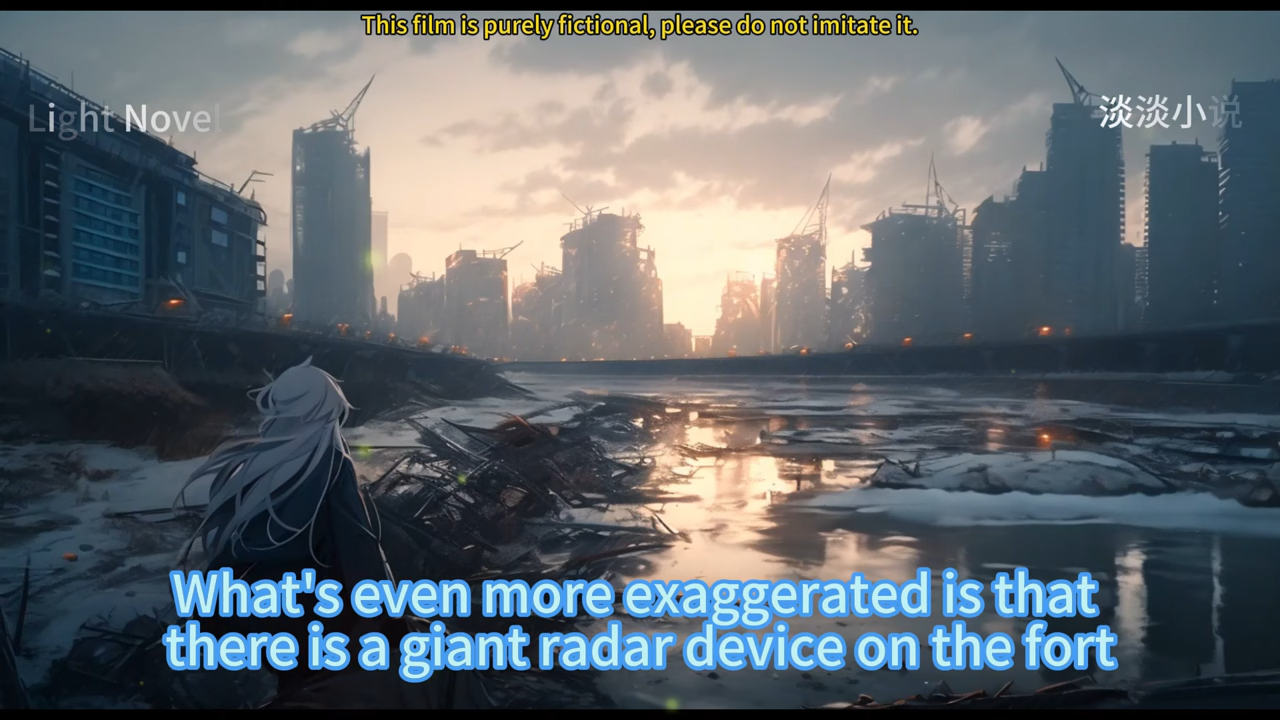 This film is purely fictional, please do not imitate it.
Light Novel
淡淡小说
What's even more exaggerated is that
there is a giant radar device on the fort